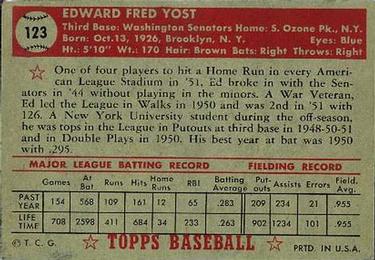 123
EDWARD FRED YOST
Third Base: Washington Senators Home: S. Ozone Pk., N.Y.
Born: Oct. 13, 1926, Brooklyn, N. Y. Eyes: Blue
Ht.: 5'10" Wt.: 170 Hair: Brown Bats: Right Throws: Right
One of four players to hit a Home Run in every Amer-
ican League Stadium in '51, Ed broke in with the Sen-
ators in '44 without playing in the minors. A War Veteran,
Ed led the League in Walks in 1950 and was 2nd in '51 with
126. A New York University student during the off-season,
he was tops in the League in Putouts at third base in 1948-50-51
and in Double Plays in 1950. His best year at bat was 1950
with .295.
MAJOR LEAGUE BATTING RECORD FIELDING RECORD
Games At Bat Runs Hits Home Runs RBI Batting Average Put-outs Assists Errors Field. Avg.
PAST YEAR 154 568 109 161 12 65 .283 209 234 21 .955
LIFE TIME 708 2598 411 684 34 233 .263 902 1234 101 .955
© T. C. G. TOPPS BASEBALL PRTD. IN U.S.A.